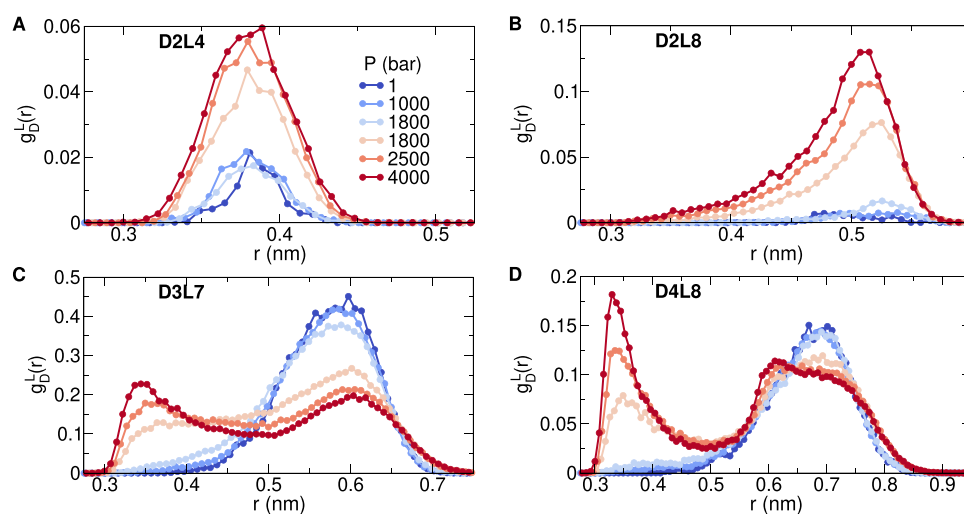 A
D2L4
0.06
0.04
0.02
0
g_D^L(r)
P (bar)
1
1000
1800
1800
2500
4000
0.3 0.4 0.5
r (nm)
B
D2L8
0.15
0.1
0.05
0
g_D^L(r)
0.3 0.4 0.5
r (nm)
C
D3L7
0.5
0.4
0.3
0.2
0.1
0
g_D^L(r)
0.3 0.4 0.5 0.6 0.7
r (nm)
D
D4L8
0.2
0.15
0.1
0.05
0
g_D^L(r)
0.3 0.4 0.5 0.6 0.7 0.8 0.9
r (nm)